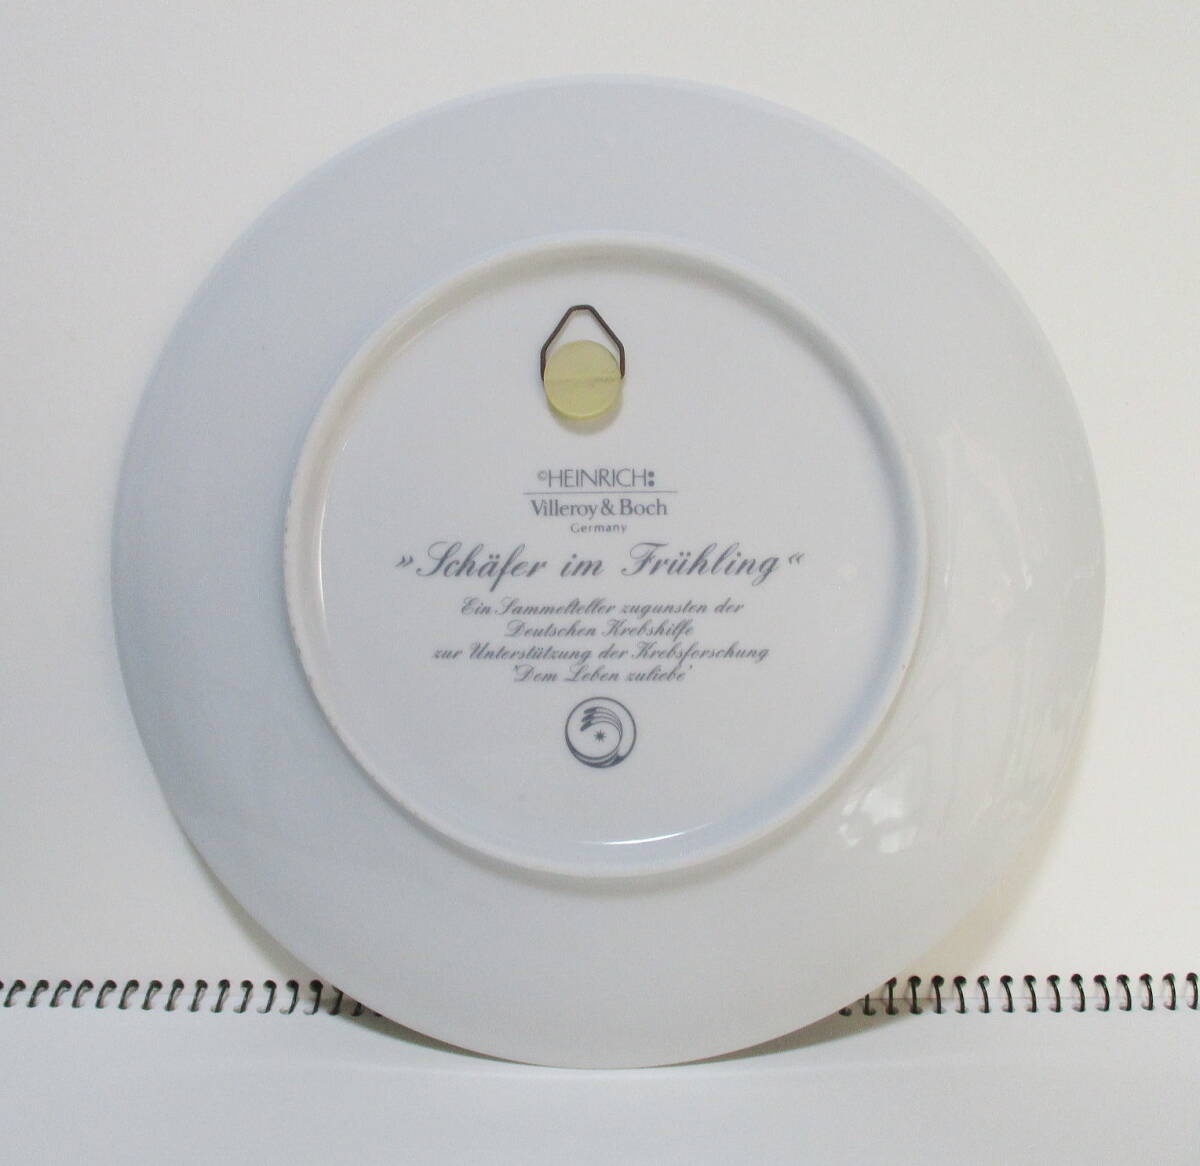 ©HEINRICH:
Villeroy & Boch
Germany
»Schäfer im Frühling«
Ein Sammelteller zugunsten der
Deutschen Krebshilfe
zur Unterstützung der Krebsforschung
'Dem Leben zuliebe'